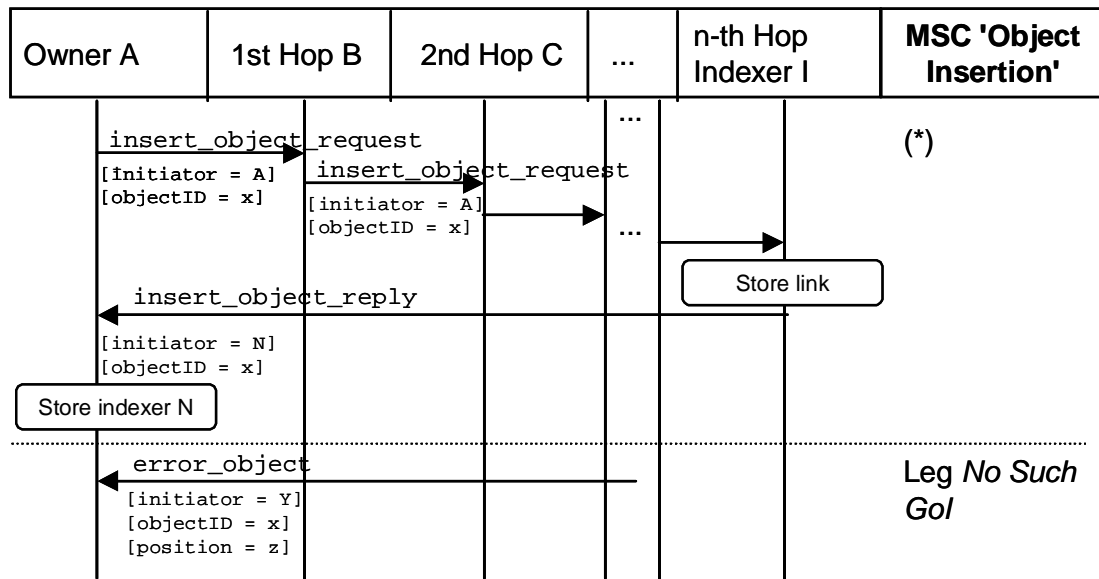 Owner A
1st Hop B
2nd Hop C
...
n-th Hop
Indexer I
MSC 'Object
Insertion'
...
(*)
insert_object_request
[Initiator = A]
[objectID = x]
insert_object_request
[initiator = A]
[objectID = x]
...
Store link
insert_object_reply
[initiator = N]
[objectID = x]
Store indexer N
error_object
[initiator = Y]
[objectID = x]
[position = z]
Leg No Such
GoI